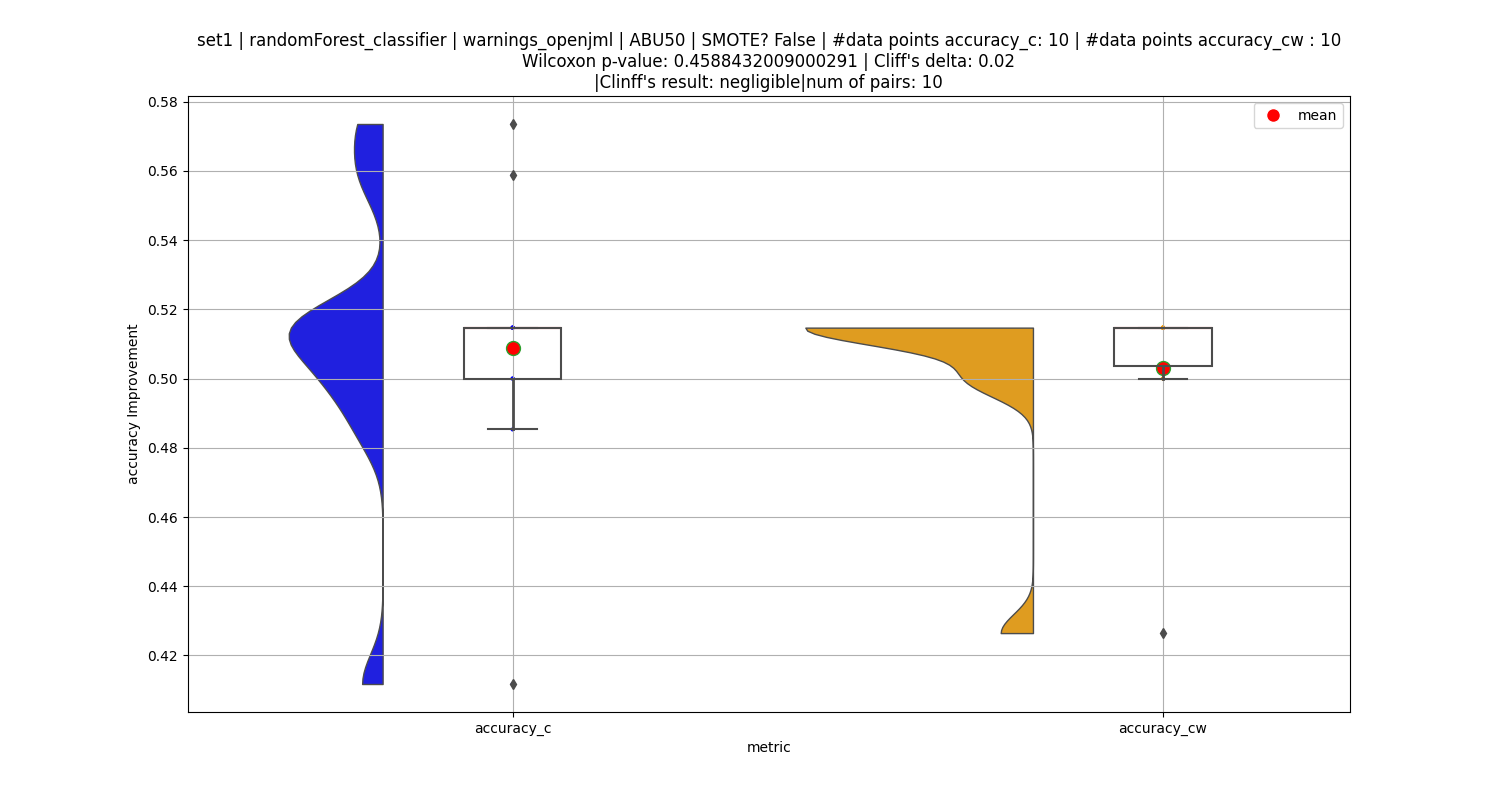 set1 | randomForest_classifier | warnings_openjml | ABU50 | SMOTE? False | #data points accuracy_c: 10 | #data points accuracy_cw : 10
Wilcoxon p-value: 0.4588432009000291 | Cliff's delta: 0.02
|Clinff's result: negligible|num of pairs: 10
mean
0.58
0.56
0.54
0.52
0.50
0.48
0.46
0.44
0.42
accuracy Improvement
accuracy_c
accuracy_cw
metric